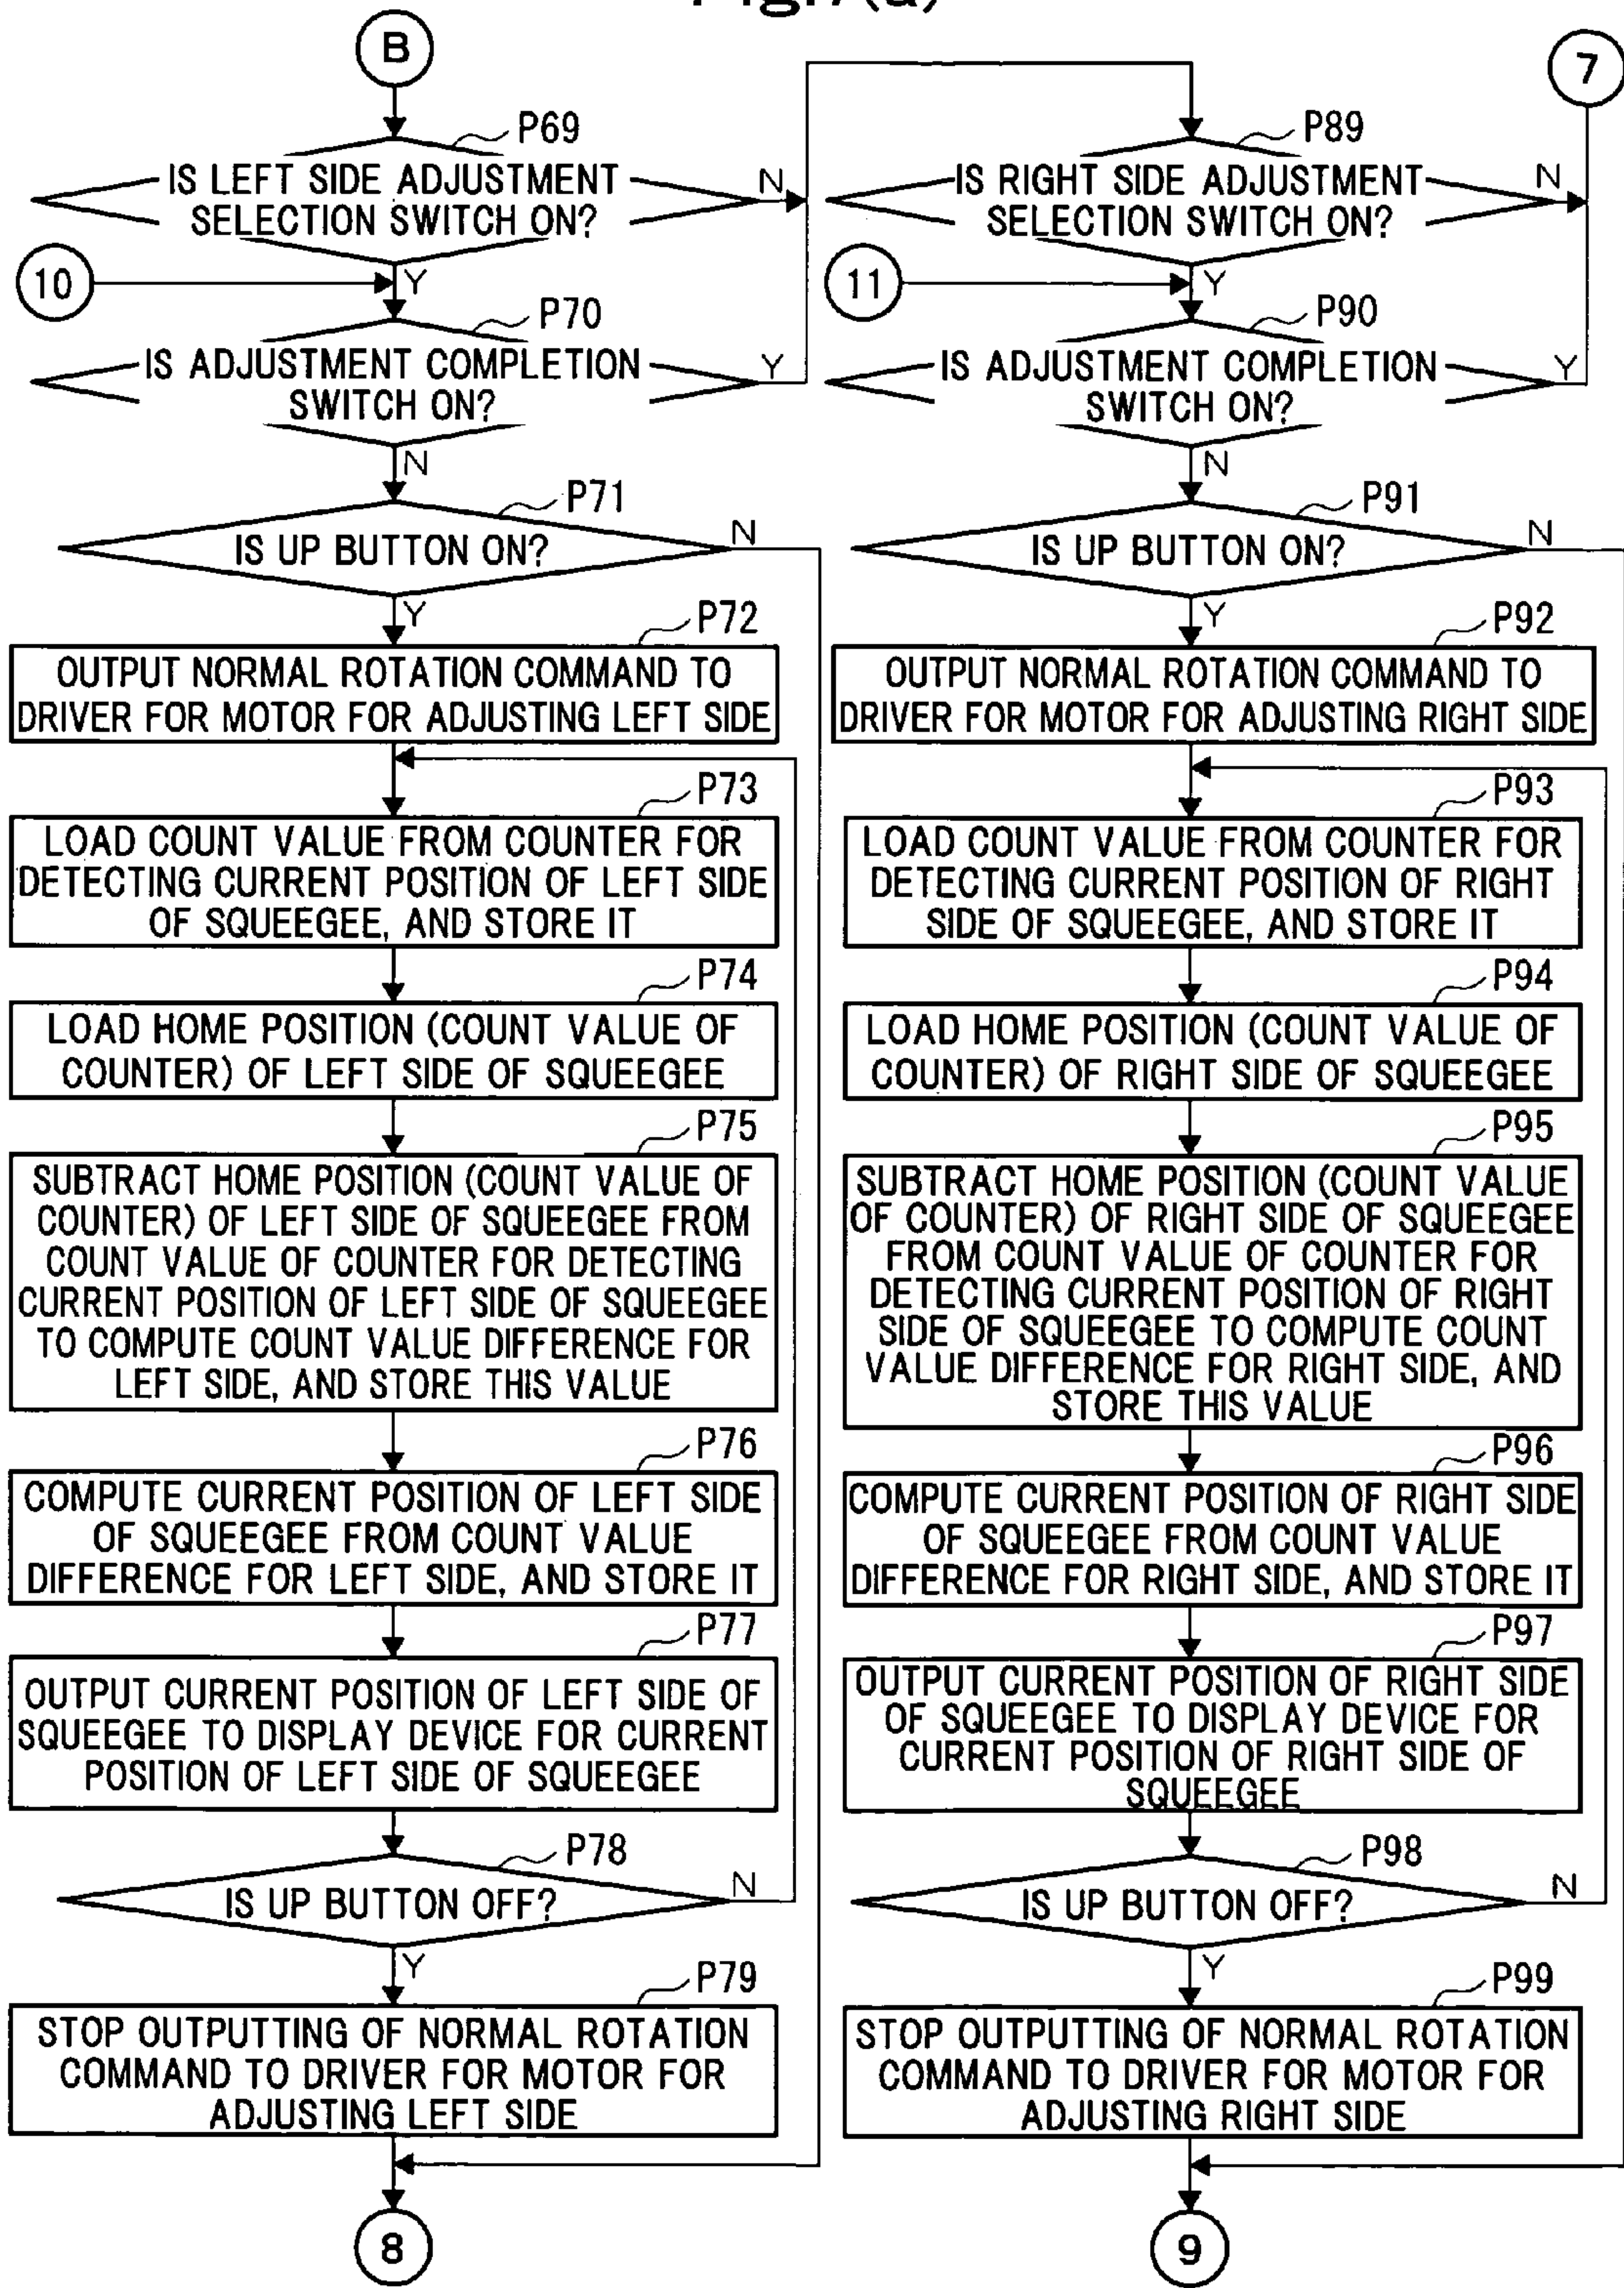 Fig.7(a)
B
P69
IS LEFT SIDE ADJUSTMENT
SELECTION SWITCH ON?
N
Y
10
P70
IS ADJUSTMENT COMPLETION
SWITCH ON?
Y
N
P71
IS UP BUTTON ON?
N
Y
P72
OUTPUT NORMAL ROTATION COMMAND TO
DRIVER FOR MOTOR FOR ADJUSTING LEFT SIDE
P73
LOAD COUNT VALUE FROM COUNTER FOR
DETECTING CURRENT POSITION OF LEFT SIDE
OF SQUEEGEE, AND STORE IT
P74
LOAD HOME POSITION (COUNT VALUE OF
COUNTER) OF LEFT SIDE OF SQUEEGEE
P75
SUBTRACT HOME POSITION (COUNT VALUE OF
COUNTER) OF LEFT SIDE OF SQUEEGEE FROM
COUNT VALUE OF COUNTER FOR DETECTING
CURRENT POSITION OF LEFT SIDE OF SQUEEGEE
TO COMPUTE COUNT VALUE DIFFERENCE FOR
LEFT SIDE, AND STORE THIS VALUE
P76
COMPUTE CURRENT POSITION OF LEFT SIDE
OF SQUEEGEE FROM COUNT VALUE
DIFFERENCE FOR LEFT SIDE, AND STORE IT
P77
OUTPUT CURRENT POSITION OF LEFT SIDE OF
SQUEEGEE TO DISPLAY DEVICE FOR CURRENT
POSITION OF LEFT SIDE OF SQUEEGEE
P78
IS UP BUTTON OFF?
N
Y
P79
STOP OUTPUTTING OF NORMAL ROTATION
COMMAND TO DRIVER FOR MOTOR FOR
ADJUSTING LEFT SIDE
8
7
P89
IS RIGHT SIDE ADJUSTMENT
SELECTION SWITCH ON?
N
Y
11
P90
IS ADJUSTMENT COMPLETION
SWITCH ON?
Y
N
P91
IS UP BUTTON ON?
N
Y
P92
OUTPUT NORMAL ROTATION COMMAND TO
DRIVER FOR MOTOR FOR ADJUSTING RIGHT SIDE
P93
LOAD COUNT VALUE FROM COUNTER FOR
DETECTING CURRENT POSITION OF RIGHT
SIDE OF SQUEEGEE, AND STORE IT
P94
LOAD HOME POSITION (COUNT VALUE OF
COUNTER) OF RIGHT SIDE OF SQUEEGEE
P95
SUBTRACT HOME POSITION (COUNT VALUE
OF COUNTER) OF RIGHT SIDE OF SQUEEGEE
FROM COUNT VALUE OF COUNTER FOR
DETECTING CURRENT POSITION OF RIGHT
SIDE OF SQUEEGEE TO COMPUTE COUNT
VALUE DIFFERENCE FOR RIGHT SIDE, AND
STORE THIS VALUE
P96
COMPUTE CURRENT POSITION OF RIGHT SIDE
OF SQUEEGEE FROM COUNT VALUE
DIFFERENCE FOR RIGHT SIDE, AND STORE IT
P97
OUTPUT CURRENT POSITION OF RIGHT SIDE
OF SQUEEGEE TO DISPLAY DEVICE FOR
CURRENT POSITION OF RIGHT SIDE OF
SQUEEGEE
P98
IS UP BUTTON OFF?
N
Y
P99
STOP OUTPUTTING OF NORMAL ROTATION
COMMAND TO DRIVER FOR MOTOR FOR
ADJUSTING RIGHT SIDE
9